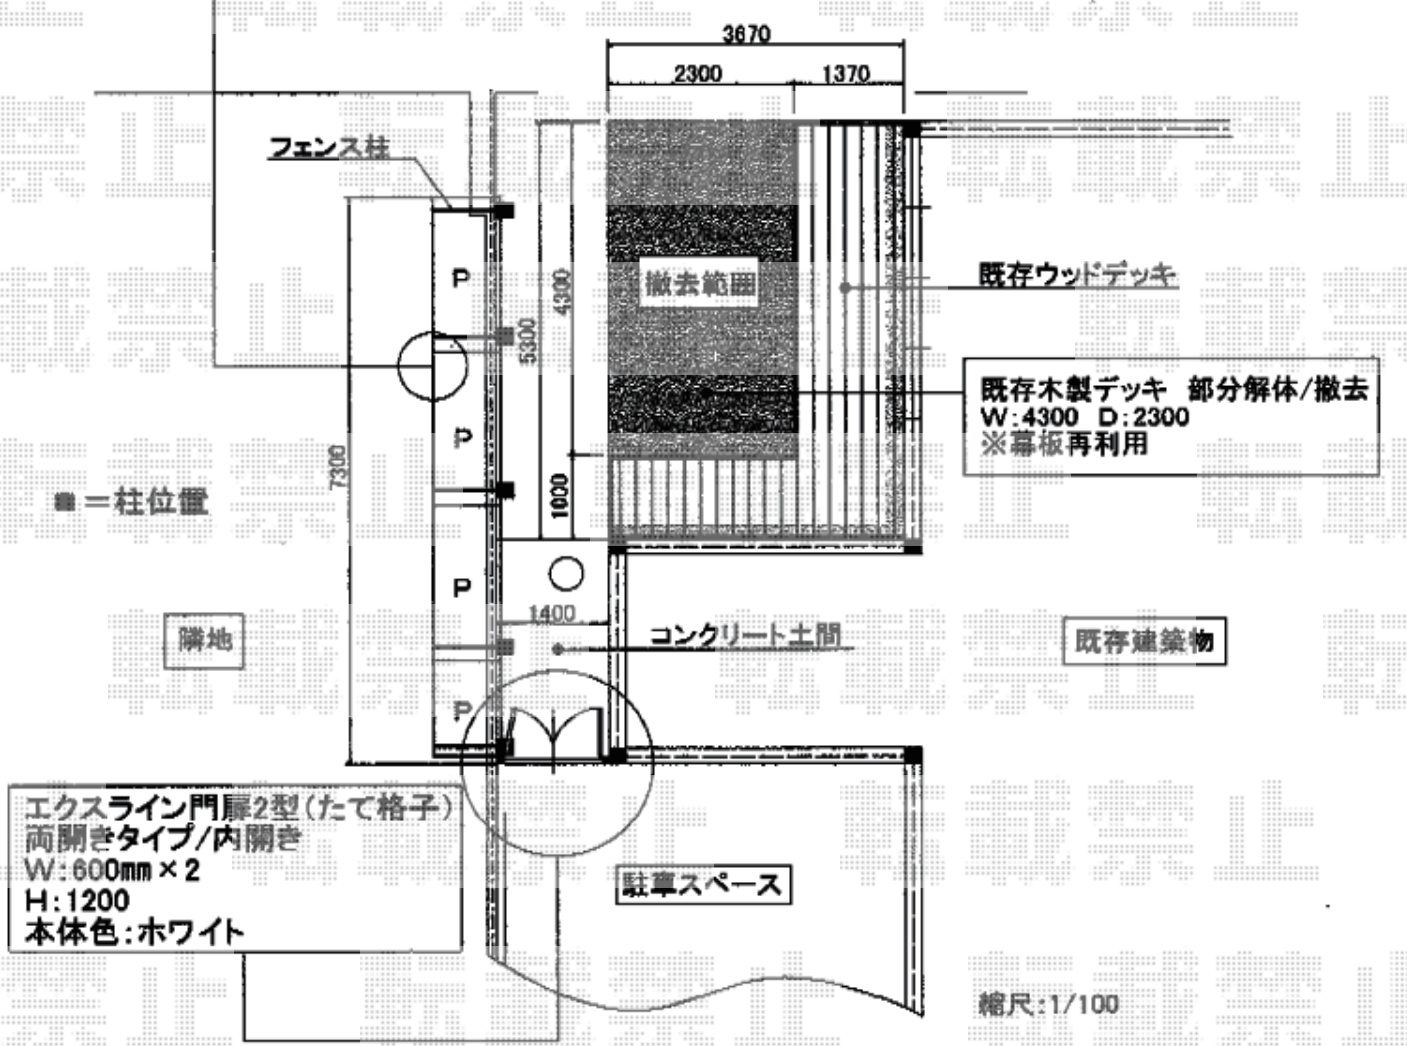 3670
2300
1370
フェンス柱
P
4300
5300
撤去範囲
既存ウッドデッキ
既存木製デッキ 部分解体/撤去
W:4300 D:2300
※幕板再利用
P
7300
■=柱位置
1000
P
1400
コンクリート土間
隣地
既存建築物
P
エクスライン門扉2型(たて格子)
両開きタイプ/内開き
W:600mm×2
H:1200
本体色:ホワイト
駐車スペース
縮尺:1/100
転載禁止